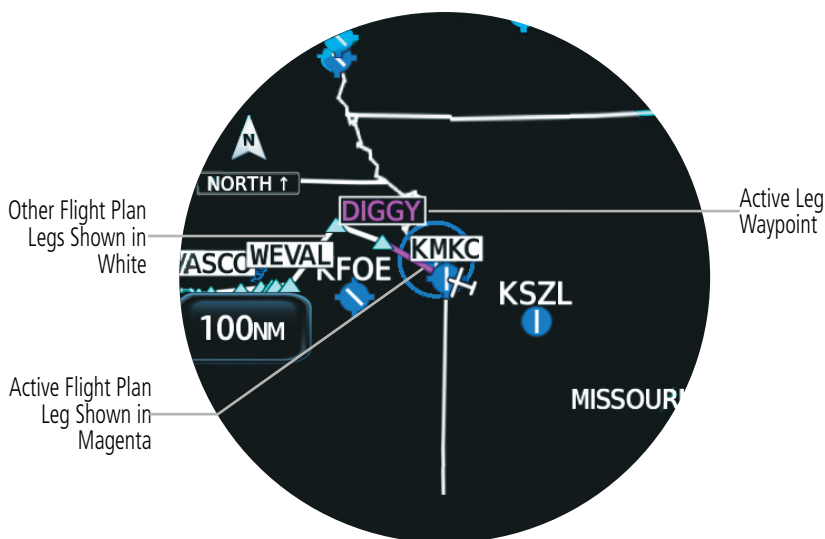 N
NORTH ↑
DIGGY
Active Leg
Waypoint
Other Flight Plan
Legs Shown in
White
WEVAL
KMKC
KFOE
KSZL
100NM
Active Flight Plan
Leg Shown in
Magenta